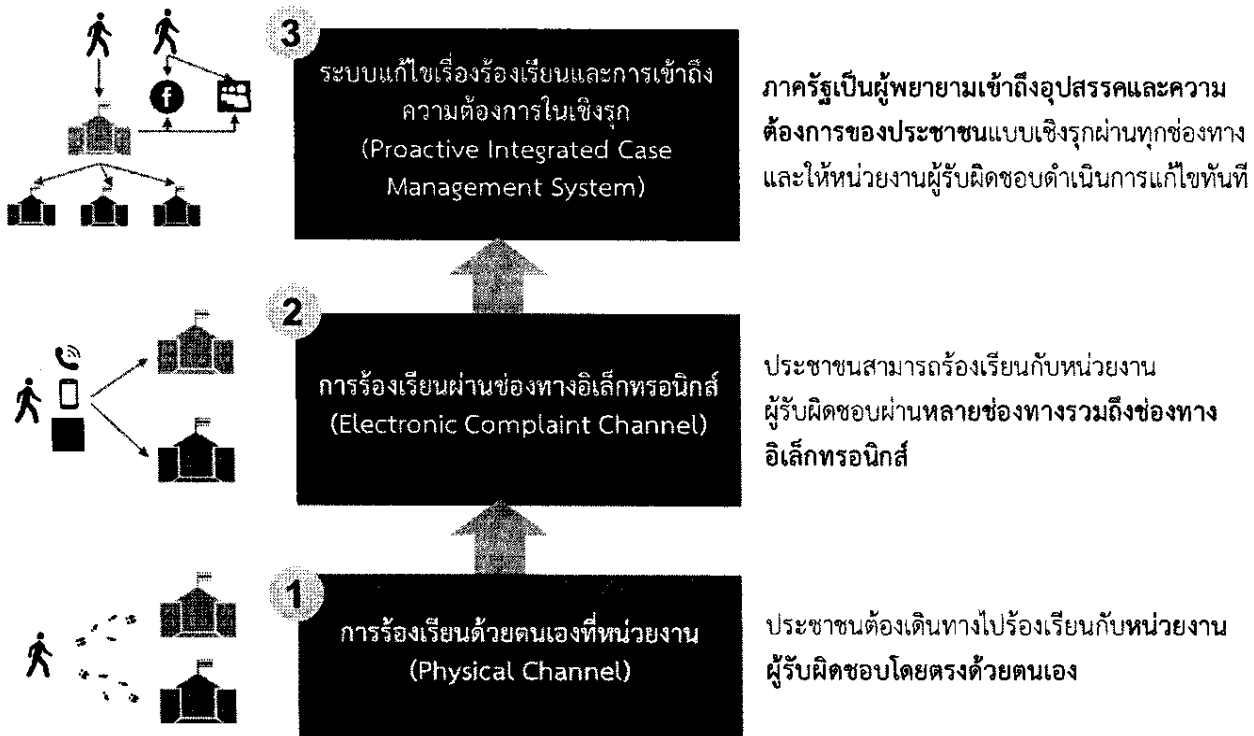 3
ระบบแก้ไขเรื่องร้องเรียนและการเข้าถึง
ความต้องการในเชิงรุก
(Proactive Integrated Case
Management System)
ภาครัฐเป็นผู้พยายามเข้าถึงอุปสรรคและความ
ต้องการของประชาชนแบบเชิงรุกผ่านทุกช่องทาง
และให้หน่วยงานผู้รับผิดชอบดำเนินการแก้ไขทันที
2
การร้องเรียนผ่านช่องทางอิเล็กทรอนิกส์
(Electronic Complaint Channel)
ประชาชนสามารถร้องเรียนกับหน่วยงาน
ผู้รับผิดชอบผ่านหลายช่องทางรวมถึงช่องทาง
อิเล็กทรอนิกส์
1
การร้องเรียนด้วยตนเองที่หน่วยงาน
(Physical Channel)
ประชาชนต้องเดินทางไปร้องเรียนกับหน่วยงาน
ผู้รับผิดชอบโดยตรงด้วยตนเอง